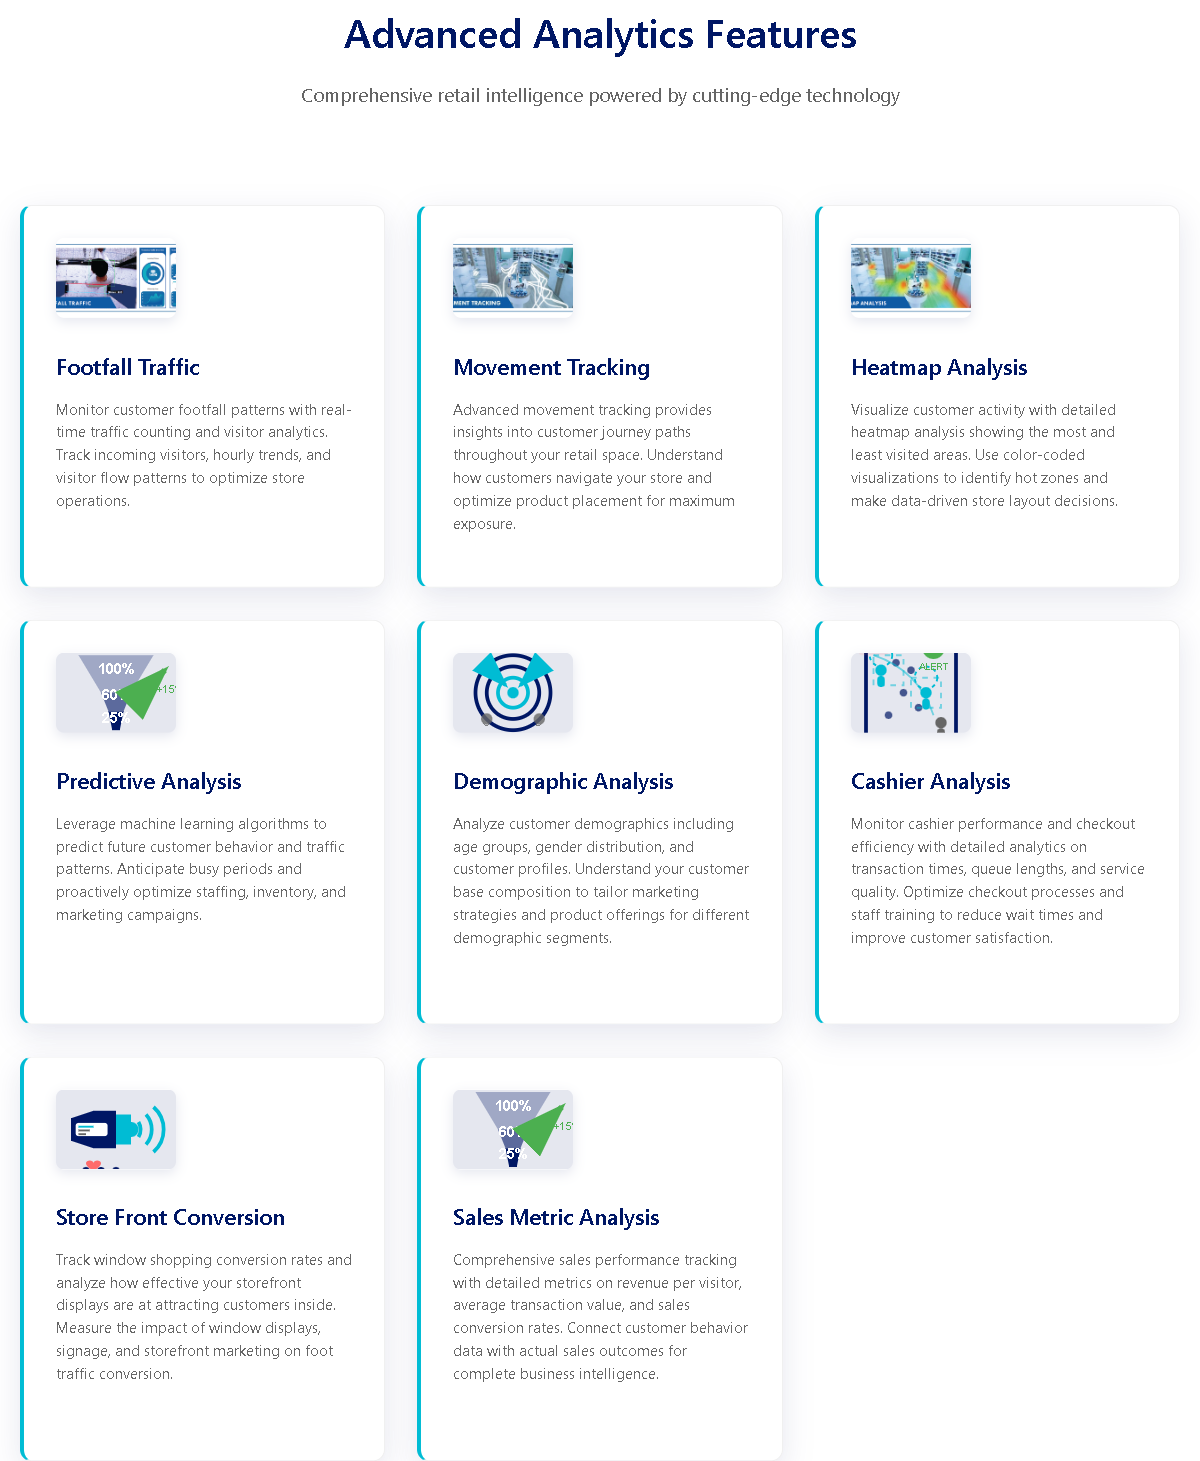 Advanced Analytics Features
Comprehensive retail intelligence powered by cutting-edge technology
ALL TRAFFIC
MENT TRACKING
AP ANALYSIS
Footfall Traffic
Monitor customer footfall patterns with real-
time traffic counting and visitor analytics.
Track incoming visitors, hourly trends, and
visitor flow patterns to optimize store
operations.
Movement Tracking
Advanced movement tracking provides
insights into customer journey paths
throughout your retail space. Understand
how customers navigate your store and
optimize product placement for maximum
exposure.
Heatmap Analysis
Visualize customer activity with detailed
heatmap analysis showing the most and
least visited areas. Use color-coded
visualizations to identify hot zones and
make data-driven store layout decisions.
100%
60
+15
25%
Predictive Analysis
Leverage machine learning algorithms to
predict future customer behavior and traffic
patterns. Anticipate busy periods and
proactively optimize staffing, inventory, and
marketing campaigns.
Demographic Analysis
Analyze customer demographics including
age groups, gender distribution, and
customer profiles. Understand your customer
base composition to tailor marketing
strategies and product offerings for different
demographic segments.
ALERT
Cashier Analysis
Monitor cashier performance and checkout
efficiency with detailed analytics on
transaction times, queue lengths, and service
quality. Optimize checkout processes and
staff training to reduce wait times and
improve customer satisfaction.
Store Front Conversion
Track window shopping conversion rates and
analyze how effective your storefront
displays are at attracting customers inside.
Measure the impact of window displays,
signage, and storefront marketing on foot
traffic conversion.
100%
60
+15
25%
Sales Metric Analysis
Comprehensive sales performance tracking
with detailed metrics on revenue per visitor,
average transaction value, and sales
conversion rates. Connect customer behavior
data with actual sales outcomes for
complete business intelligence.